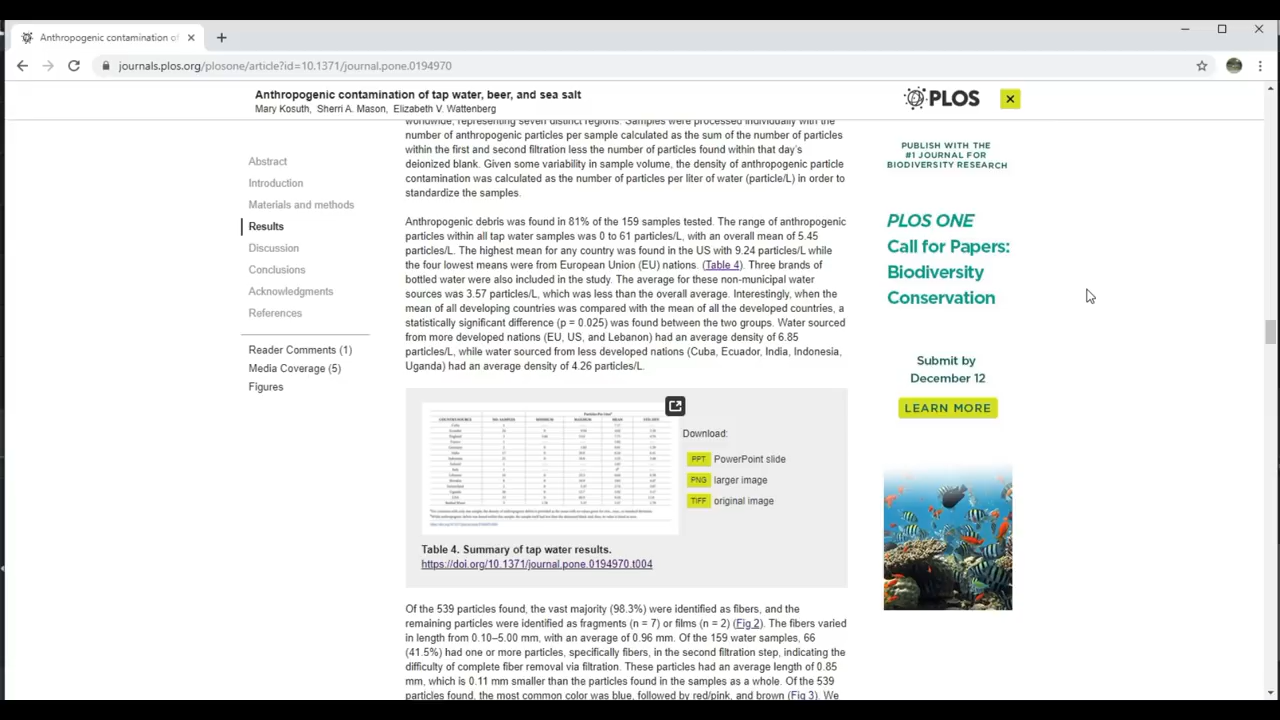 Anthropogenic contamination of
journals.plos.org/plosone/article?id=10.1371/journal.pone.0194970
Anthropogenic contamination of tap water, beer, and sea salt
Mary Kosuth, Sherri A. Mason, Elizabeth V. Wattenberg
PLOS
Abstract
Introduction
Materials and methods
Results
Discussion
Conclusions
Acknowledgments
References
Reader Comments (1)
Media Coverage (5)
Figures
worldwide, representing seven distinct regions. Samples were processed individually with the
number of anthropogenic particles per sample calculated as the sum of the number of particles
within the first and second filtration less the number of particles found within that day's
deionized blank. Given some variability in sample volume, the density of anthropogenic particle
contamination was calculated as the number of particles per liter of water (particle/L) in order to
standardize the samples.
Anthropogenic debris was found in 81% of the 159 samples tested. The range of anthropogenic
particles within all tap water samples was 0 to 61 particles/L, with an overall mean of 5.45
particles/L. The highest mean for any country was found in the US with 9.24 particles/L while
the four lowest means were from European Union (EU) nations. (Table 4). Three brands of
bottled water were also included in the study. The average for these non-municipal water
sources was 3.57 particles/L, which was less than the overall average. Interestingly, when the
mean of all developing countries was compared with the mean of all the developed countries, a
statistically significant difference (p = 0.025) was found between the two groups. Water sourced
from more developed nations (EU, US, and Lebanon) had an average density of 6.85
particles/L, while water sourced from less developed nations (Cuba, Ecuador, India, Indonesia,
Uganda) had an average density of 4.26 particles/L.
Download:
PPT PowerPoint slide
PNG larger image
TIFF original image
Table 4. Summary of tap water results.
https://doi.org/10.1371/journal.pone.0194970.t004
Of the 539 particles found, the vast majority (98.3%) were identified as fibers, and the
remaining particles were identified as fragments (n = 7) or films (n = 2) (Fig 2). The fibers varied
in length from 0.10–5.00 mm, with an average of 0.96 mm. Of the 159 water samples, 66
(41.5%) had one or more particles, specifically fibers, in the second filtration step, indicating the
difficulty of complete fiber removal via filtration. These particles had an average length of 0.85
mm, which is 0.11 mm smaller than the particles found in the samples as a whole. Of the 539
particles found, the most common color was blue, followed by red/pink, and brown (Fig 3). We
PUBLISH WITH THE
#1 JOURNAL FOR
BIODIVERSITY RESEARCH
PLOS ONE
Call for Papers:
Biodiversity
Conservation
Submit by
December 12
LEARN MORE